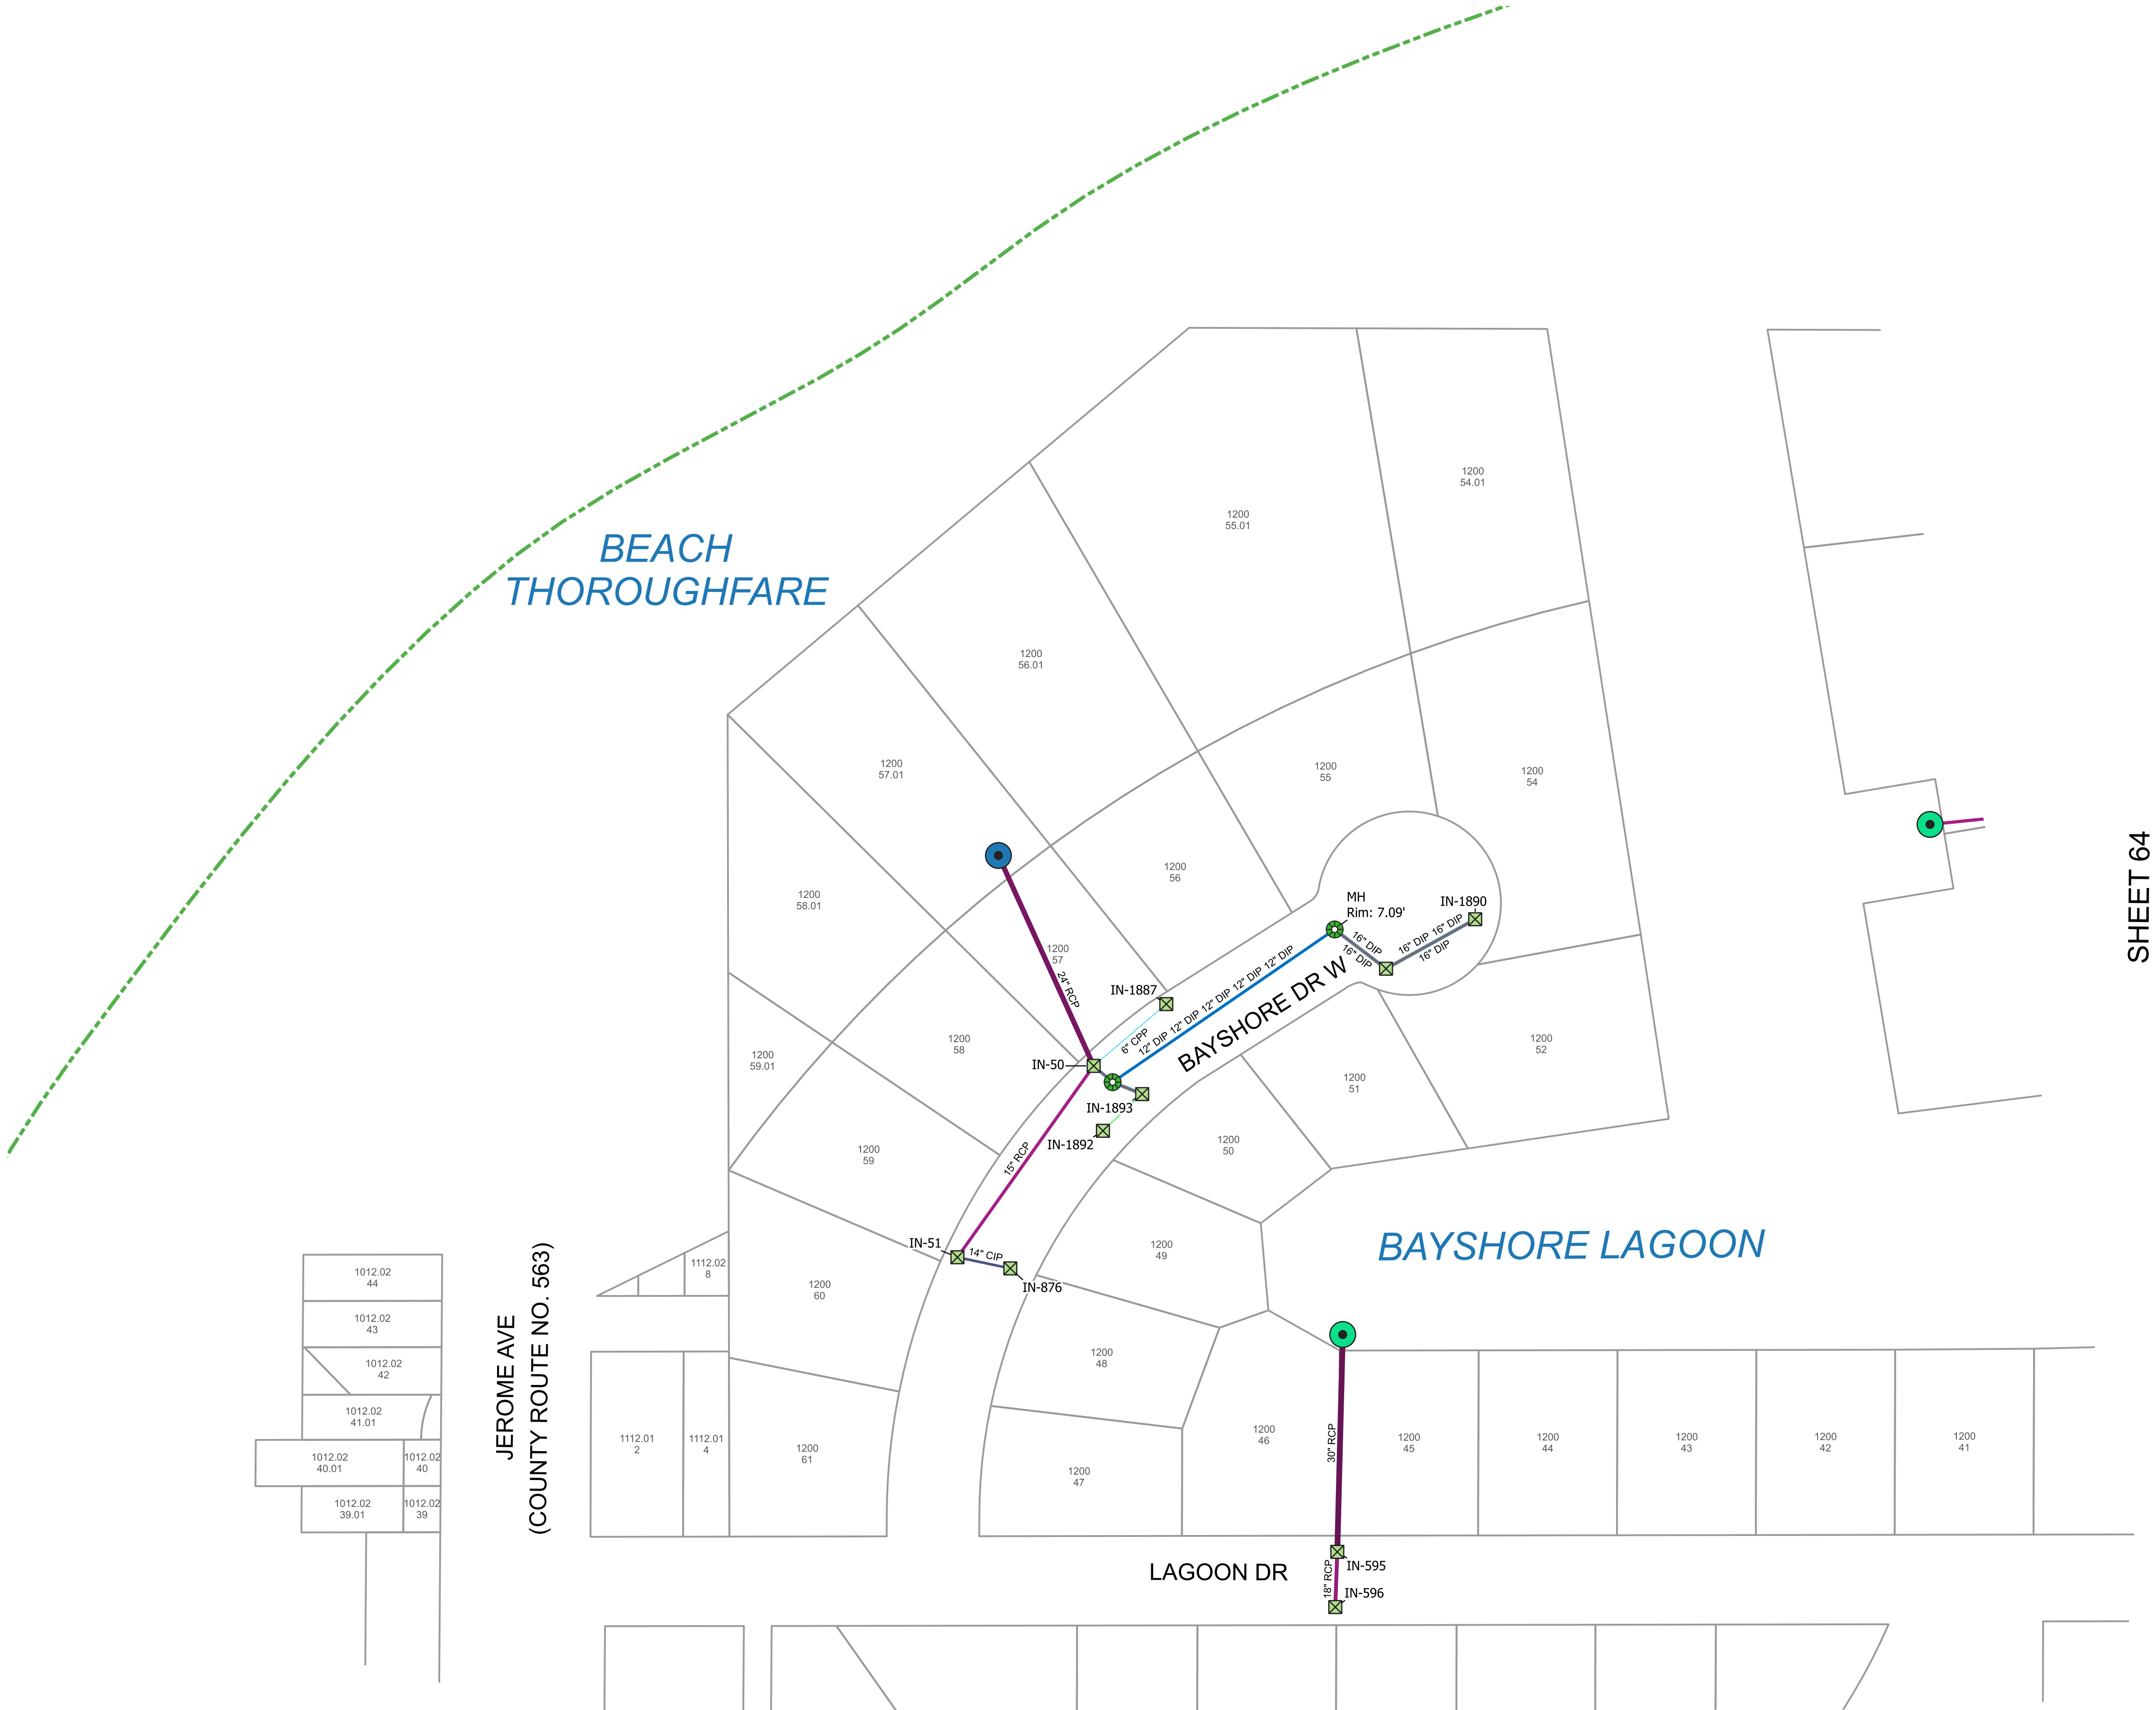 BEACH
THOROUGHFARE
1200
54.01
1200
55.01
1200
56.01
1200
57.01
1200
55
1200
54
1200
56
1200
58.01
SHEET 64
MH
Rim: 7.09'
IN-1890
16" DIP
16" DIP
16" DIP 16" DIP
16" DIP
1200
57
24" RCP
IN-1887
6" CPP
12" DIP 12" DIP 12" DIP 12" DIP 12" DIP
BAYSHORE DR W
1200
58
1200
59.01
IN-50
1200
52
1200
51
IN-1893
IN-1892
1200
50
15" RCP
1200
59
IN-51
14" CIP
IN-876
1200
49
BAYSHORE LAGOON
1112.02
8
1012.02
44
1200
60
1012.02
43
1012.02
42
1200
48
JEROME AVE
(COUNTY ROUTE NO. 563)
1012.02
41.01
1112.01
2
1112.01
4
1200
61
1200
46
30" RCP
1200
45
1200
44
1200
43
1200
42
1200
41
1012.02
40.01
1012.02
40
1200
47
1012.02
39.01
1012.02
39
LAGOON DR
IN-595
18" RCP
IN-596